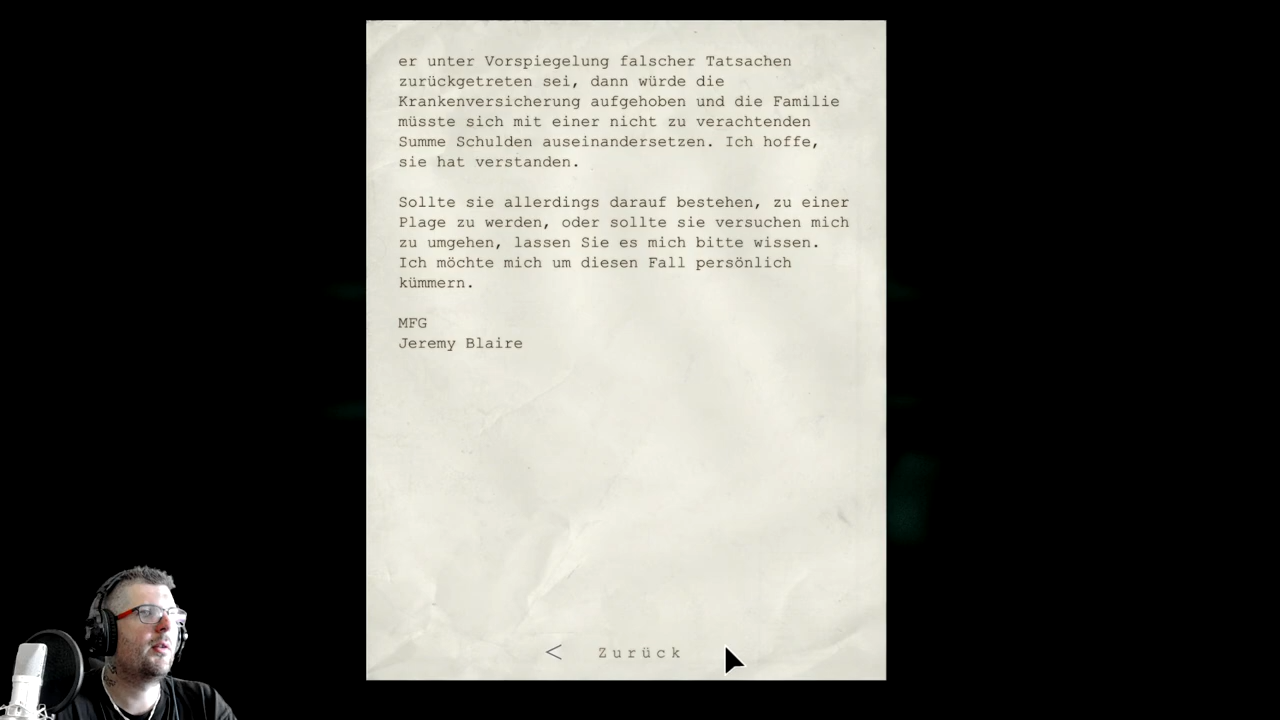 er unter Vorspiegelung falscher Tatsachen
zurückgetreten sei, dann würde die
Krankenversicherung aufgehoben und die Familie
müsste sich mit einer nicht zu verachtenden
Summe Schulden auseinandersetzen. Ich hoffe,
sie hat verstanden.
Sollte sie allerdings darauf bestehen, zu einer
Plage zu werden, oder sollte sie versuchen mich
zu umgehen, lassen Sie es mich bitte wissen.
Ich möchte mich um diesen Fall persönlich
kümmern.
MFG
Jeremy Blaire
< Zurück